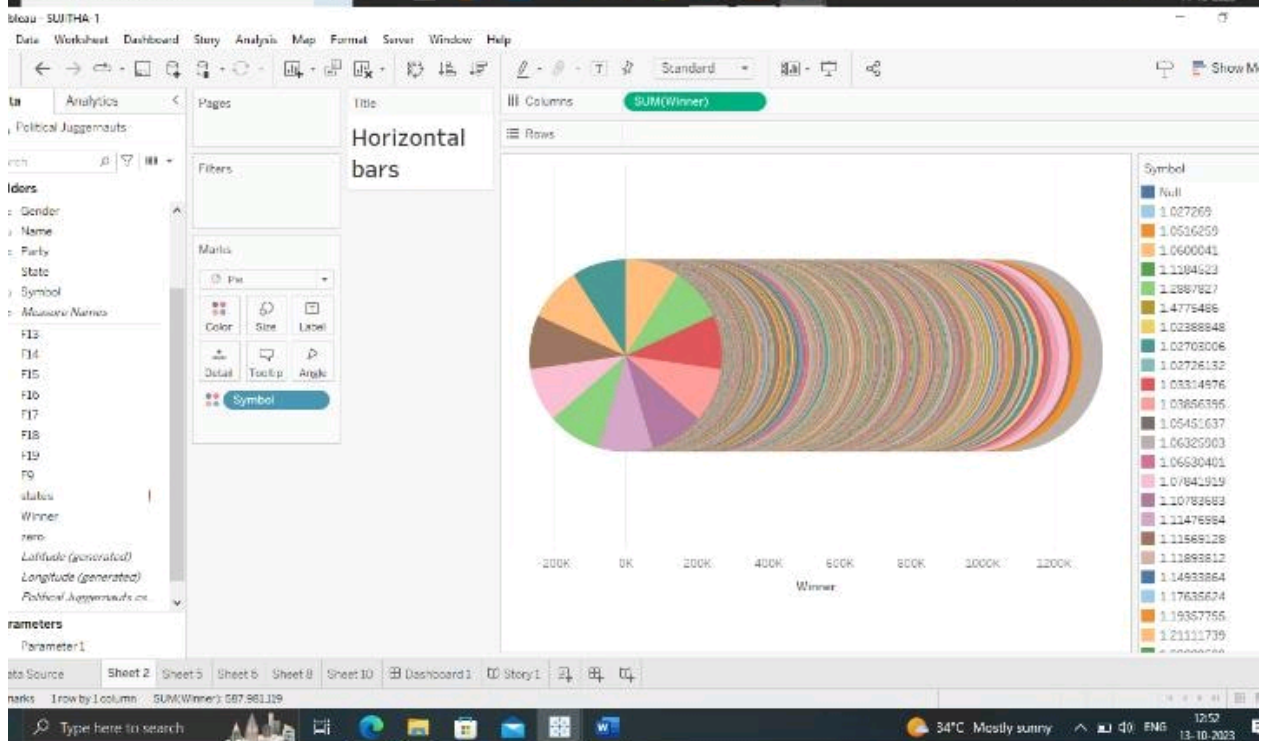 bleau - SUJITHA-1
Data Worksheet Dashboard Story Analysis Map Format Server Window Help
Standard
Show M
ta Analytics
Political Juggernauts
Gender
Name
Party
State
Symbol
Measure Names
F13
F14
F15
F16
F17
F18
F19
F9
states
Winner
zero
Latitude (generated)
Longitude (generated)
Political Juggernauts cs
rameters
Parameter 1
Pages
Filters
Marks
Pie
Color Size Label
Detail Tooltip Angle
Symbol
Title
Horizontal
bars
Columns SUM(Winner)
Rows
-200K 0K 200K 400K 600K 800K 1000K 1200K
Winner
Symbol
Null
1.027269
1.0516259
1.0600041
1.1184523
1.2887827
1.4775486
1.02388848
1.02703006
1.02726132
1.03314976
1.03856395
1.05451637
1.06325903
1.06530401
1.07841919
1.10783683
1.11476984
1.11569128
1.11893812
1.14933864
1.17635624
1.19357755
1.21111739
ata Source Sheet 2 Sheet 5 Sheet 6 Sheet 8 Sheet 10 Dashboard 1 Story 1
marks 1 row by 1 column SUM(Winner): 587,981,119
Type here to search
34°C Mostly sunny ENG 12:52
13-10-2023